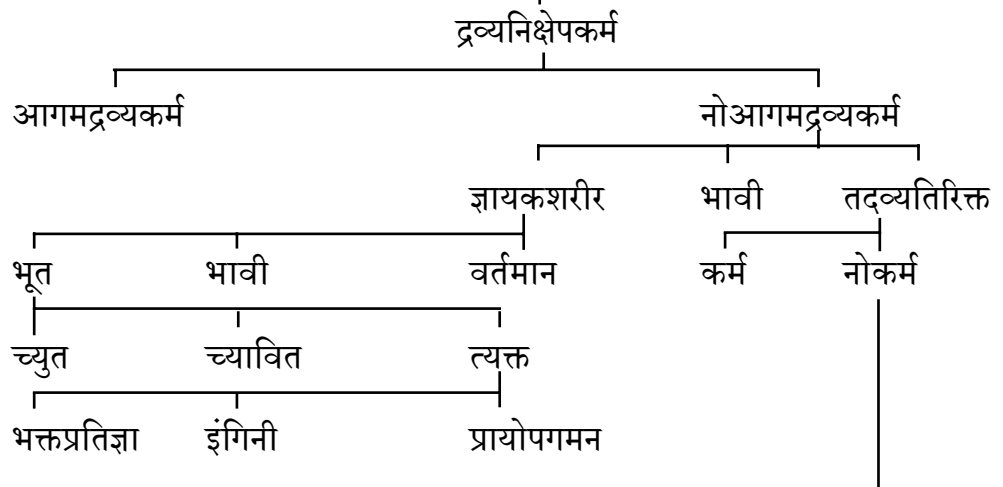 द्रव्यनिक्षेपकर्म
आगमद्रव्यकर्म नोआगमद्रव्यकर्म
ज्ञायकशरीर भावी तदव्यतिरिक्त
भूत भावी वर्तमान कर्म नोकर्म
च्युत च्यावित त्यक्त
भक्तप्रतिज्ञा इंगिनी प्रायोपगमन